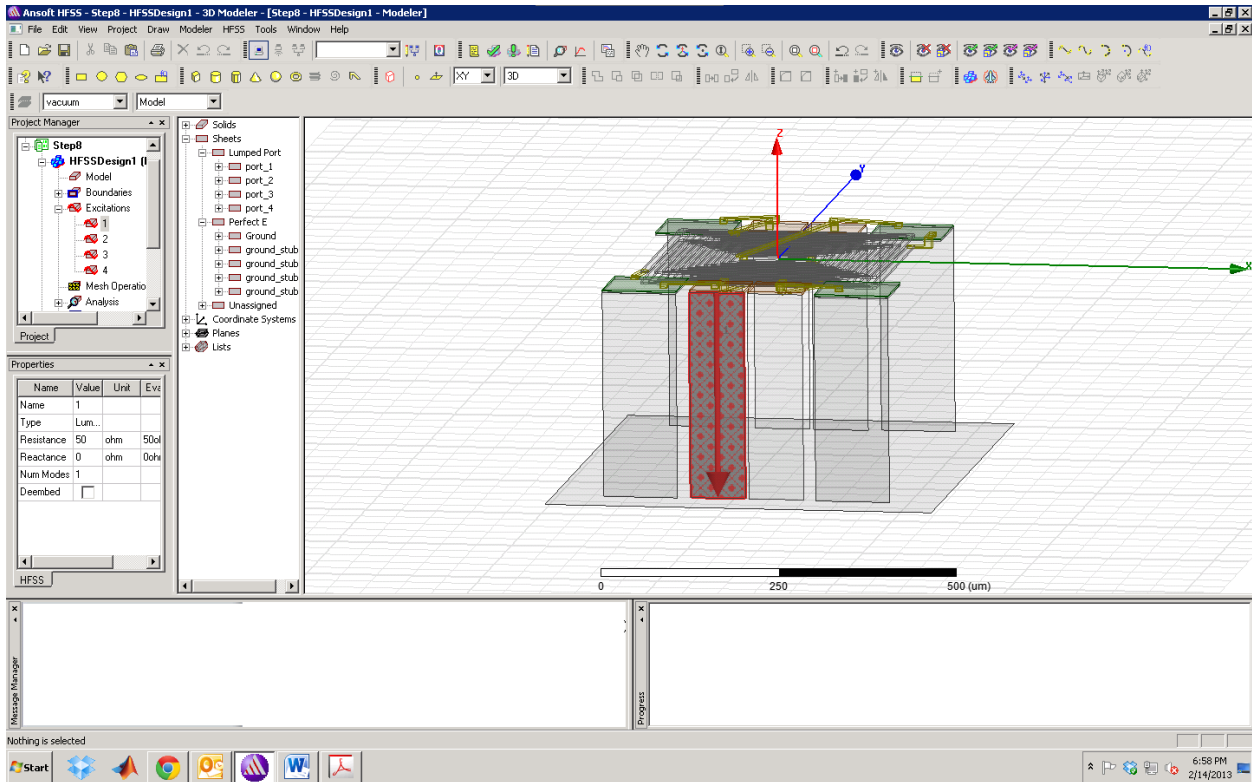 Ansoft HFSS - Step8 - HFSSDesign1 - 3D Modeler - [Step8 - HFSSDesign1 - Modeler]
File Edit View Project Draw Modeler HFSS Tools Window Help
XY 3D
vacuum Model
Project Manager
Step8
HFSSDesign1 (
Model
Boundaries
Excitations
1
2
3
4
Mesh Operatio
Analysis
Project
Properties
Name Value Unit Eva
Name 1
Type Lum...
Resistance 50 ohm 50o
Reactance 0 ohm 0oh
Num Modes 1
Deembed
HFSS
Solids
Sheets
Lumped Port
port_1
port_2
port_3
port_4
Perfect E
Ground
ground_stub
ground_stub
ground_stub
ground_stub
Unassigned
Coordinate Systems
Planes
Lists
Z
Y
X
0 250 500 (um)
Message Manager
Progress
Nothing is selected
Start
6:58 PM
2/14/2013